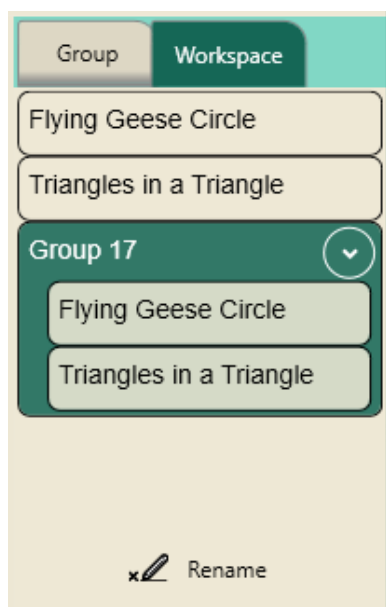 Group Workspace
Flying Geese Circle
Triangles in a Triangle
Group 17
Flying Geese Circle
Triangles in a Triangle
Rename